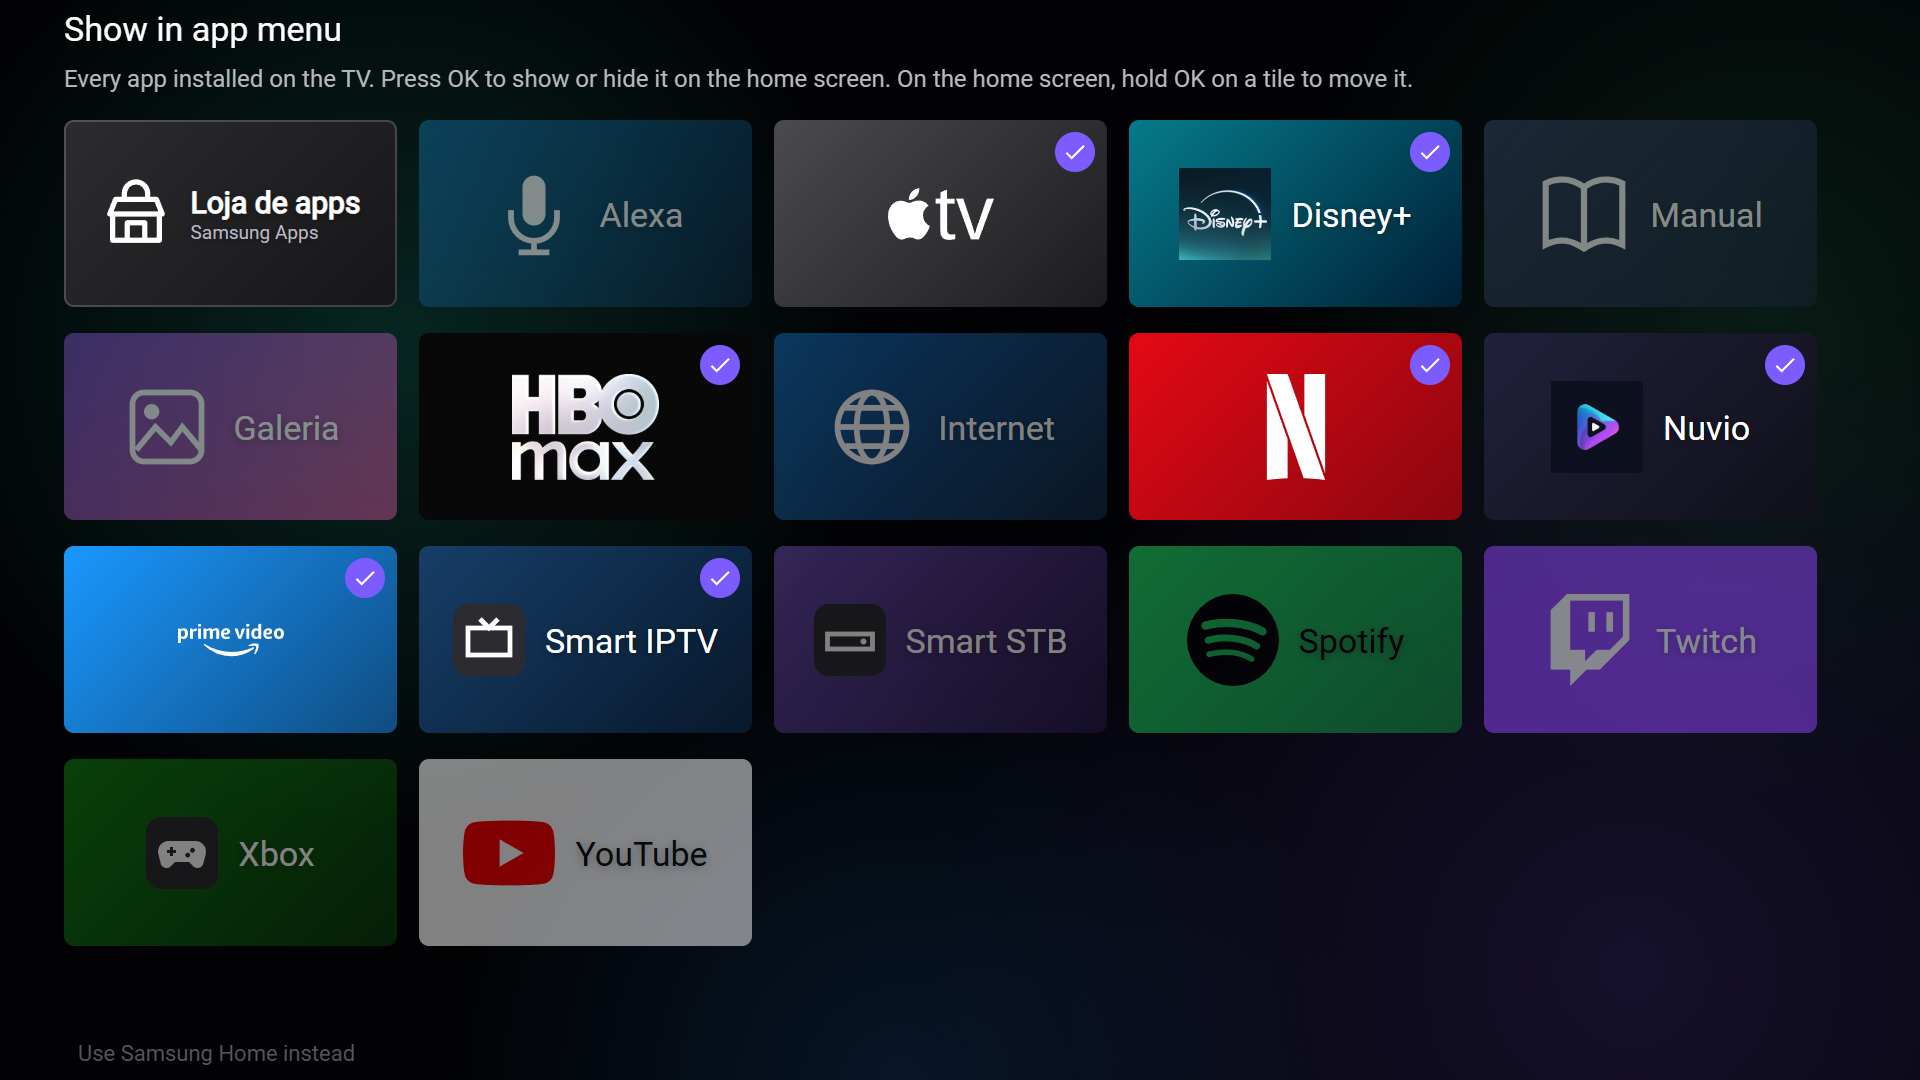 Show in app menu
Every app installed on the TV. Press OK to show or hide it on the home screen. On the home screen, hold OK on a tile to move it.
Loja de apps
Samsung Apps
Alexa
tv
Disney+
Disney+
Manual
Galeria
HBO
max
Internet
N
Nuvio
prime video
Smart IPTV
Smart STB
Spotify
Twitch
Xbox
YouTube
Use Samsung Home instead